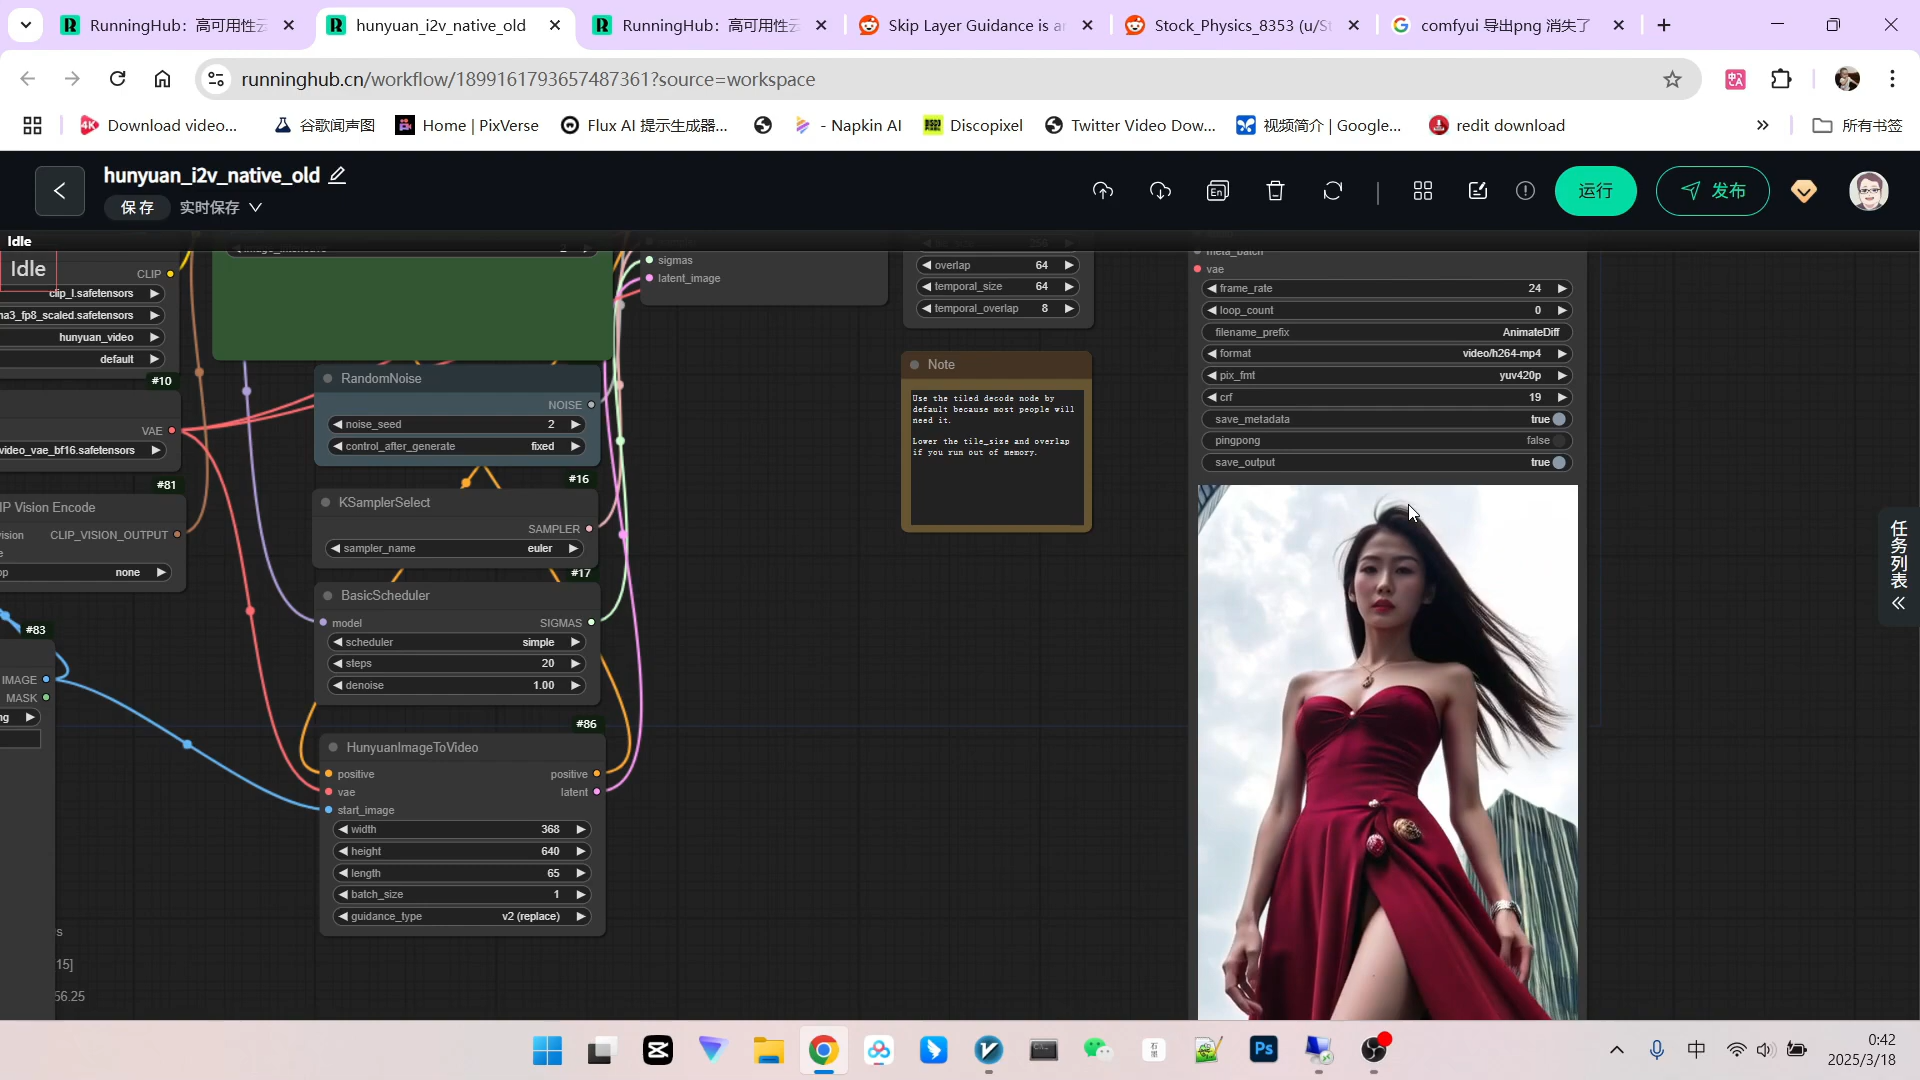 RunningHub：高可用性云
hunyuan_i2v_native_old
RunningHub：高可用性云
Skip Layer Guidance is ar
Stock_Physics_8353 (u/St
comfyui 导出png 消失了
runninghub.cn/workflow/1899161793657487361?source=workspace
Download video...
谷歌闻声图
Home | PixVerse
Flux AI 提示生成器...
- Napkin AI
Discopixel
Twitter Video Dow...
视频简介 | Google...
redit download
所有书签
hunyuan_i2v_native_old
保存
实时保存
En
运行
发布
Idle
Idle
CLIP
clip_l.safetensors
ma3_fp8_scaled.safetensors
hunyuan_video
default
#10
VAE
video_vae_bf16.safetensors
#81
IP Vision Encode
CLIP_VISION_OUTPUT
none
#83
IMAGE
MASK
RandomNoise
NOISE
noise_seed 2
control_after_generate fixed
#16
KSamplerSelect
SAMPLER
sampler_name euler
#17
BasicScheduler
model SIGMAS
scheduler simple
steps 20
denoise 1.00
#86
HunyuanImageToVideo
positive positive
vae latent
start_image
width 368
height 640
length 65
batch_size 1
guidance_type v2 (replace)
sigmas
latent_image
overlap 64
temporal_size 64
temporal_overlap 8
Note
Use the tiled decode node by
default because most people will
need it.
Lower the tile_size and overlap
if you run out of memory.
meta_batch
vae
frame_rate 24
loop_count 0
filename_prefix AnimateDiff
format video/h264-mp4
pix_fmt yuv420p
crf 19
save_metadata true
pingpong false
save_output true
任务列表
15]
56.25
Ps
中
0:42
2025/3/18